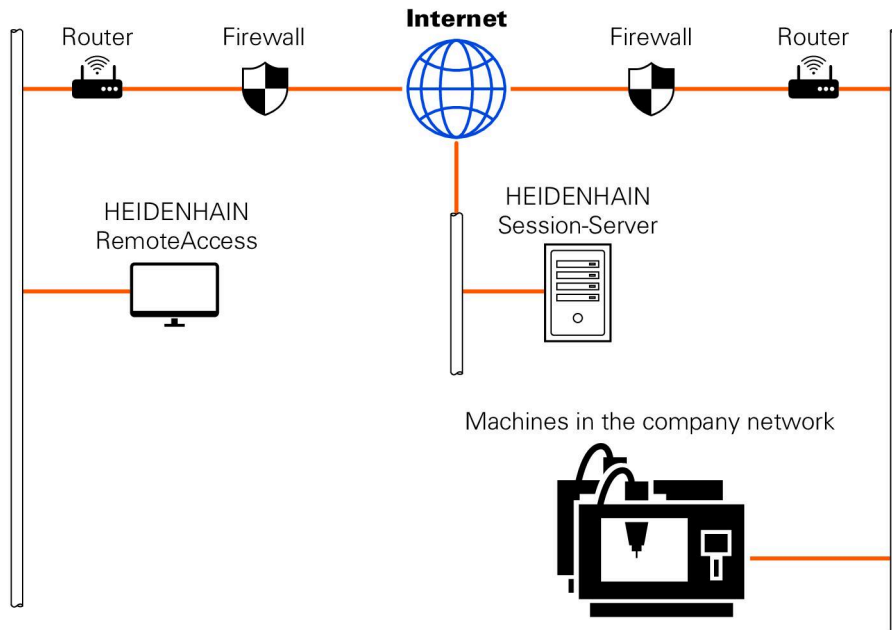 Internet
Router
Firewall
Firewall
Router
HEIDENHAIN
RemoteAccess
HEIDENHAIN
Session-Server
Machines in the company network